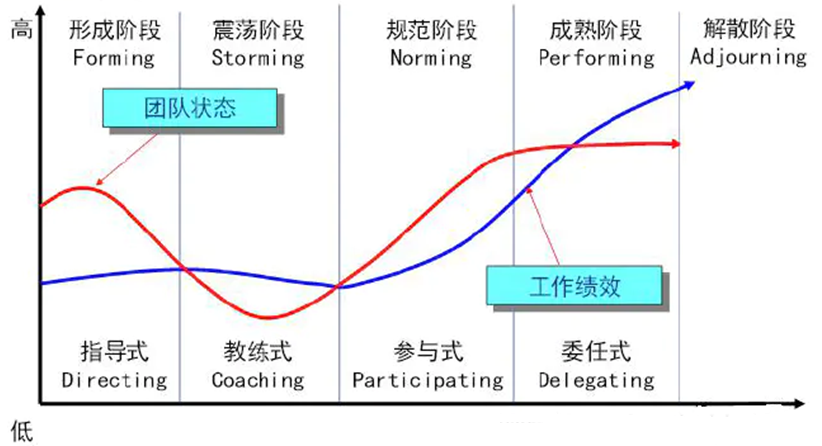 高
形成阶段
Forming
震荡阶段
Storming
规范阶段
Norming
成熟阶段
Performing
解散阶段
Adjourning
团队状态
工作绩效
指导式
Directing
教练式
Coaching
参与式
Participating
委任式
Delegating
低